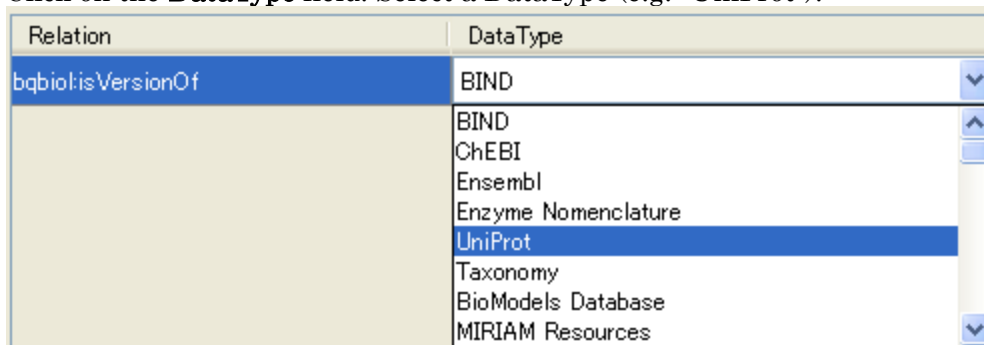 Click on the DataType field. Select a DataType (e.g. "UniProt").
Relation DataType
bqbiol:isVersionOf BIND
BIND
ChEBI
Ensembl
Enzyme Nomenclature
UniProt
Taxonomy
BioModels Database
MIRIAM Resources